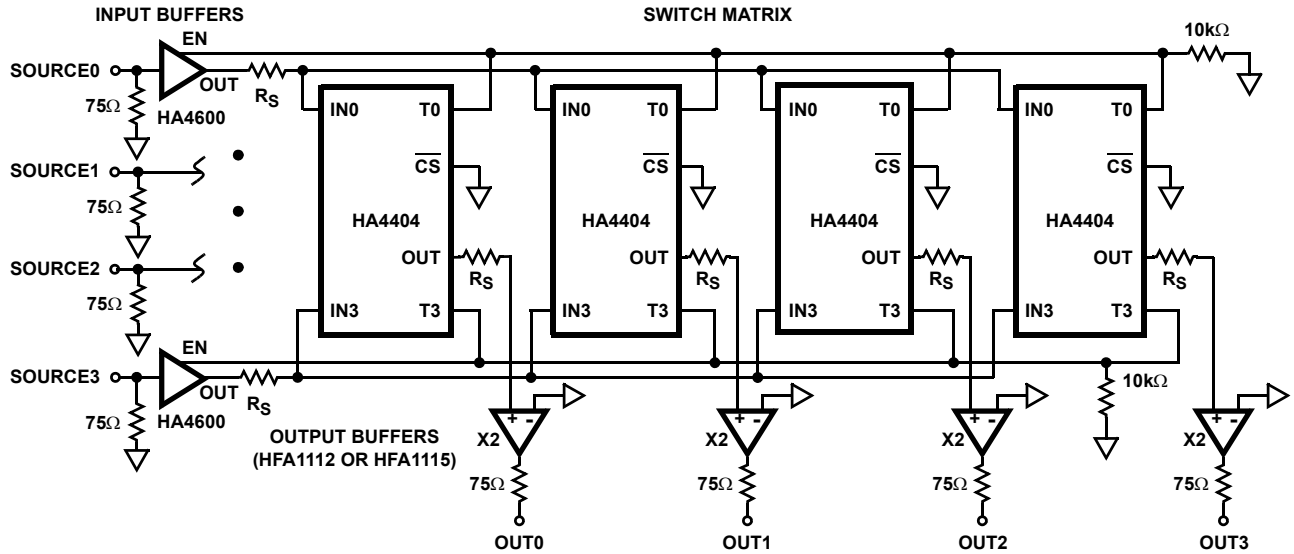 INPUT BUFFERS
SWITCH MATRIX
EN
10kΩ
SOURCE0
OUT
RS
75Ω
HA4600
IN0 T0
IN0 T0
IN0 T0
IN0 T0
SOURCE1
CS
CS
CS
CS
75Ω
HA4404
HA4404
HA4404
HA4404
SOURCE2
OUT
OUT
OUT
OUT
RS
RS
RS
RS
75Ω
IN3 T3
IN3 T3
IN3 T3
IN3 T3
EN
SOURCE3
OUT
RS
10kΩ
75Ω
HA4600
OUTPUT BUFFERS
(HFA1112 OR HFA1115)
+ -
+ -
+ -
+ -
X2
X2
X2
X2
75Ω
75Ω
75Ω
75Ω
OUT0
OUT1
OUT2
OUT3